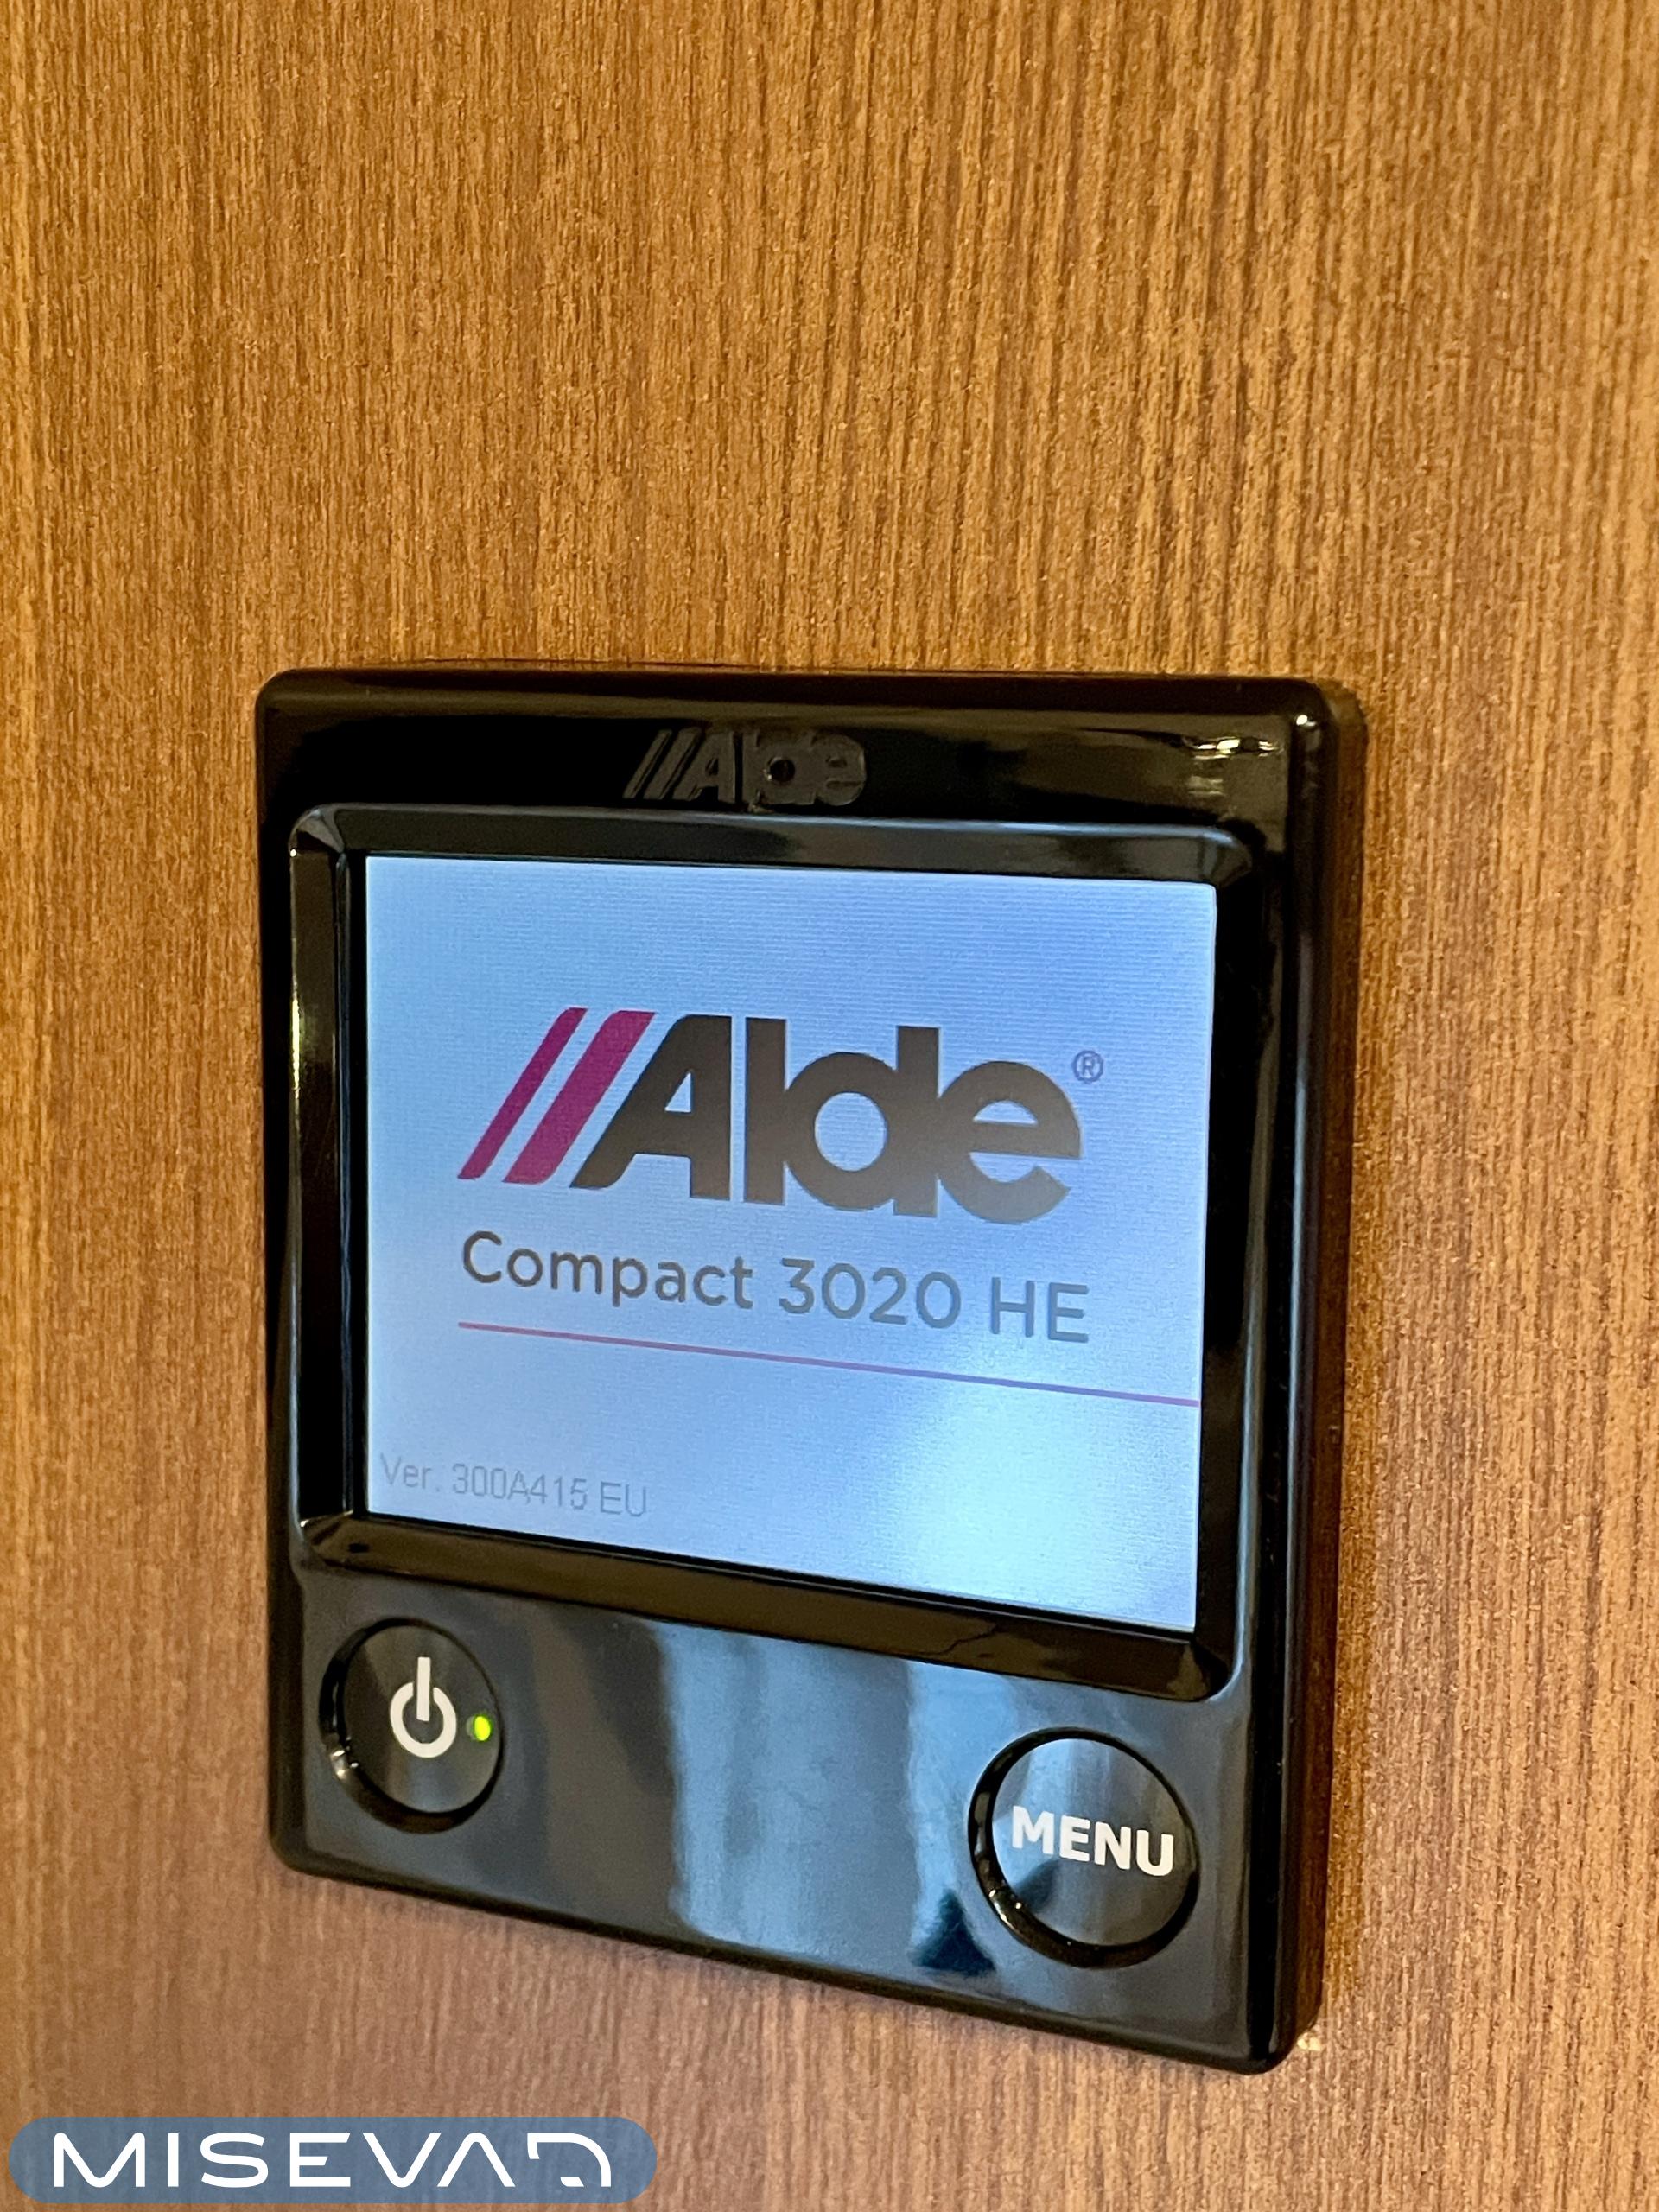 //Alde
//Alde®
Compact 3020 HE
Ver. 300A415 EU
MENU
MISEVAD